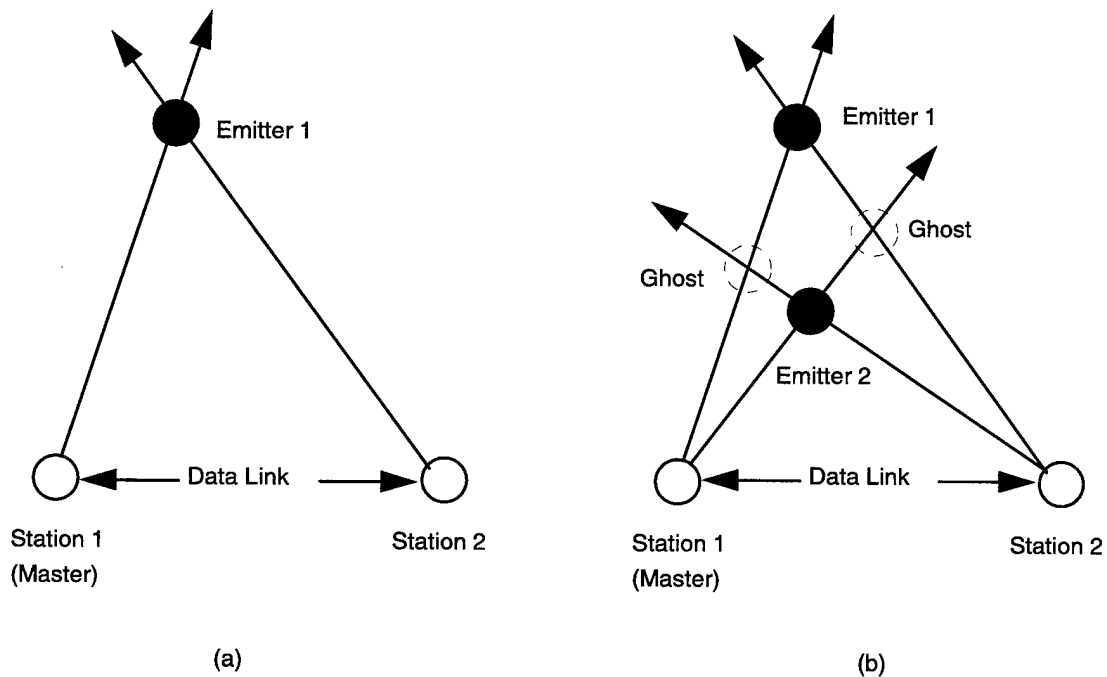 Emitter 1
Data Link
Station 1
(Master)
Station 2
(a)
Emitter 1
Ghost
Ghost
Emitter 2
Data Link
Station 1
(Master)
Station 2
(b)